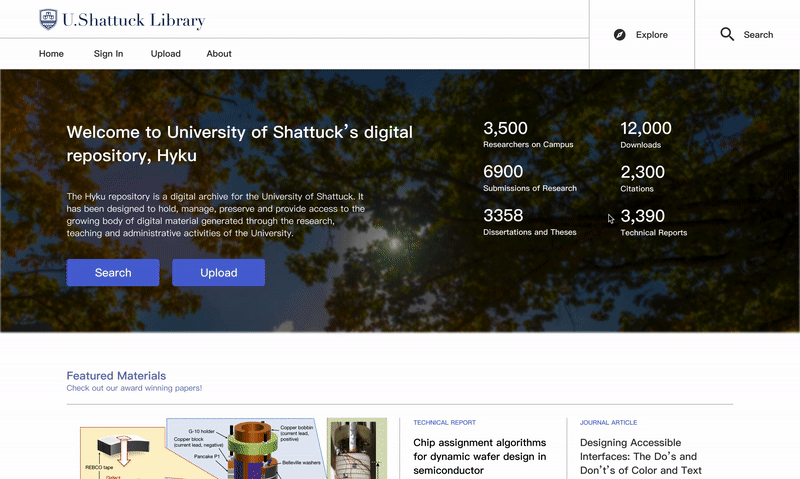 U.Shattuck Library
Explore
Search
Home
Sign In
Upload
About
Welcome to University of Shattuck's digital
repository, Hyku
The Hyku repository is a digital archive for the University of Shattuck. It
has been designed to hold, manage, preserve and provide access to the
growing body of digital material generated through the research,
teaching and administrative activities of the University.
Search
Upload
3,500
Researchers on Campus
12,000
Downloads
6900
Submissions of Research
2,300
Citations
3358
Dissertations and Theses
3,390
Technical Reports
Featured Materials
Check out our award winning papers!
G-10 holder
Copper block
(current lead, negative)
Pancake P1
REBCO tape
Copper bobbin
(current lead,
positive)
Belleville washers
TECHNICAL REPORT
Chip assignment algorithms
for dynamic wafer design in
semiconductor
JOURNAL ARTICLE
Designing Accessible
Interfaces: The Do's and
Don't's of Color and Text